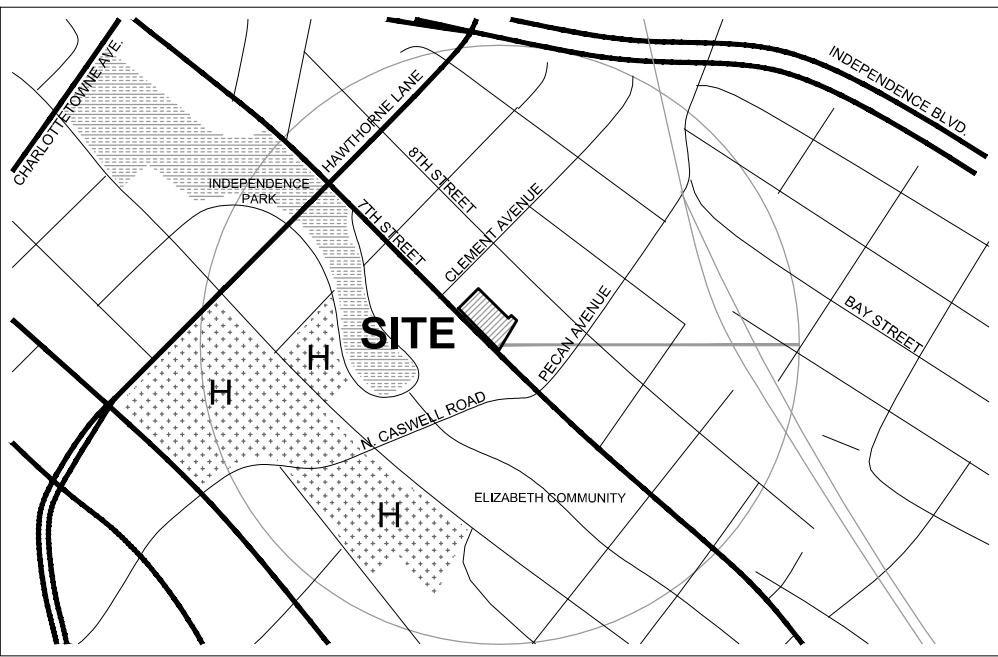 INDEPENDENCE BLVD.
CHARLOTTETOWNE AVE.
HAWTHORNE LANE
8TH STREET
INDEPENDENCE
PARK
7TH STREET
CLEMENT AVENUE
PECAN AVENUE
BAY STREET
SITE
H
H
N. CASWELL ROAD
ELIZABETH COMMUNITY
H